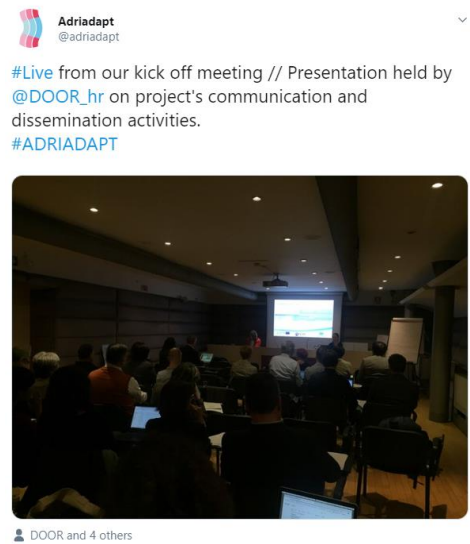 Adriadapt
@adriadapt
#Live from our kick off meeting // Presentation held by
@DOOR_hr on project's communication and
dissemination activities.
#ADRIADAPT
DOOR and 4 others